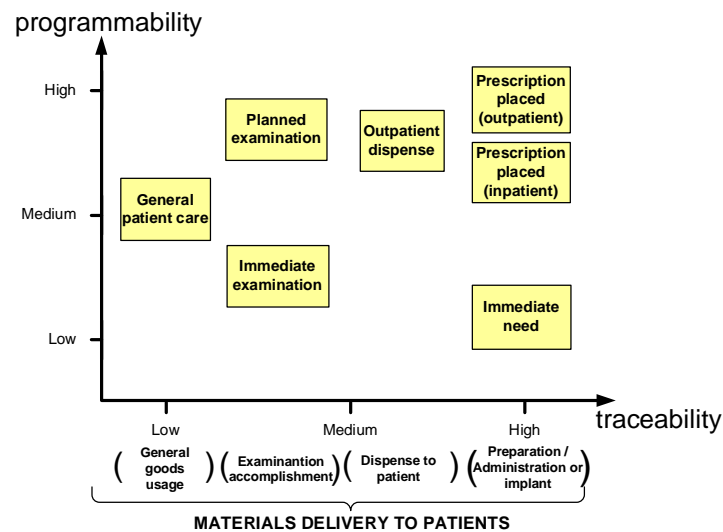 programmability
High
Medium
Low
Planned
examination
Outpatient
dispense
Prescription
placed
(outpatient)
Prescription
placed
(inpatient)
General
patient care
Immediate
examination
Immediate
need
traceability
Low
Medium
High
( General
goods
usage )
( Examinantion
accomplishment )
( Dispense to
patient )
( Preparation /
Administration or
implant )
MATERIALS DELIVERY TO PATIENTS